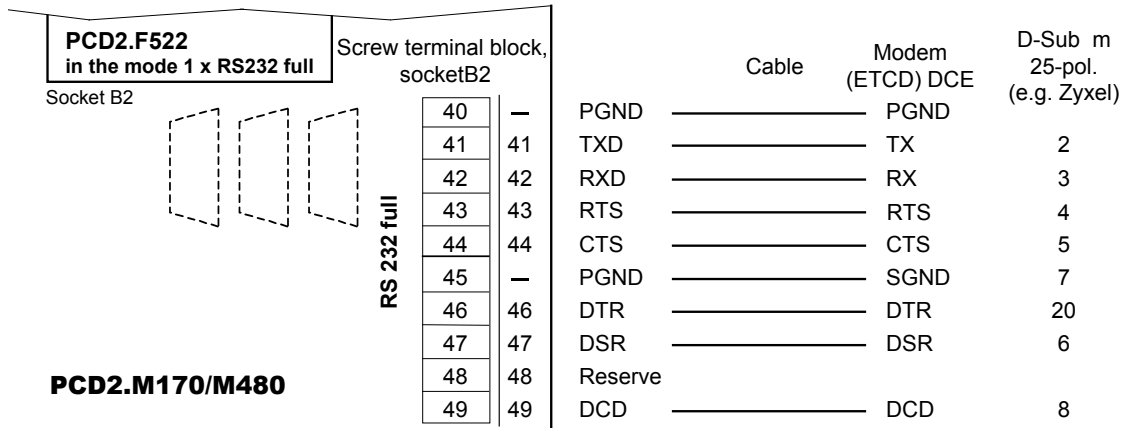 PCD2.F522
in the mode 1 x RS232 full
Socket B2
Screw terminal block,
socketB2
Cable
Modem
(ETCD) DCE
D-Sub m
25-pol.
(e.g. Zyxel)
RS 232 full
40 – PGND PGND
41 41 TXD TX 2
42 42 RXD RX 3
43 43 RTS RTS 4
44 44 CTS CTS 5
45 – PGND SGND 7
46 46 DTR DTR 20
47 47 DSR DSR 6
48 48 Reserve
49 49 DCD DCD 8
PCD2.M170/M480